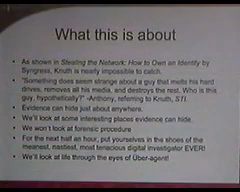 What this is about
• As shown in Stealing the Network: How to Own an Identity by
Syngress, Knuth is nearly impossible to catch.
• "Something does seem strange about a guy that melts his hard
drives, removes all his media, and destroys the rest. Who is this
guy, hypothetically?" -Anthony, referring to Knuth, STI.
• Evidence can hide just about anywhere.
• We'll look at some interesting places evidence can hide.
• We won't look at forensic procedure
• For the next half an hour, put yourselves in the shoes of the
meanest, nastiest, most tenacious digital investigator EVER!
• We'll look at life through the eyes of Uber-agent!